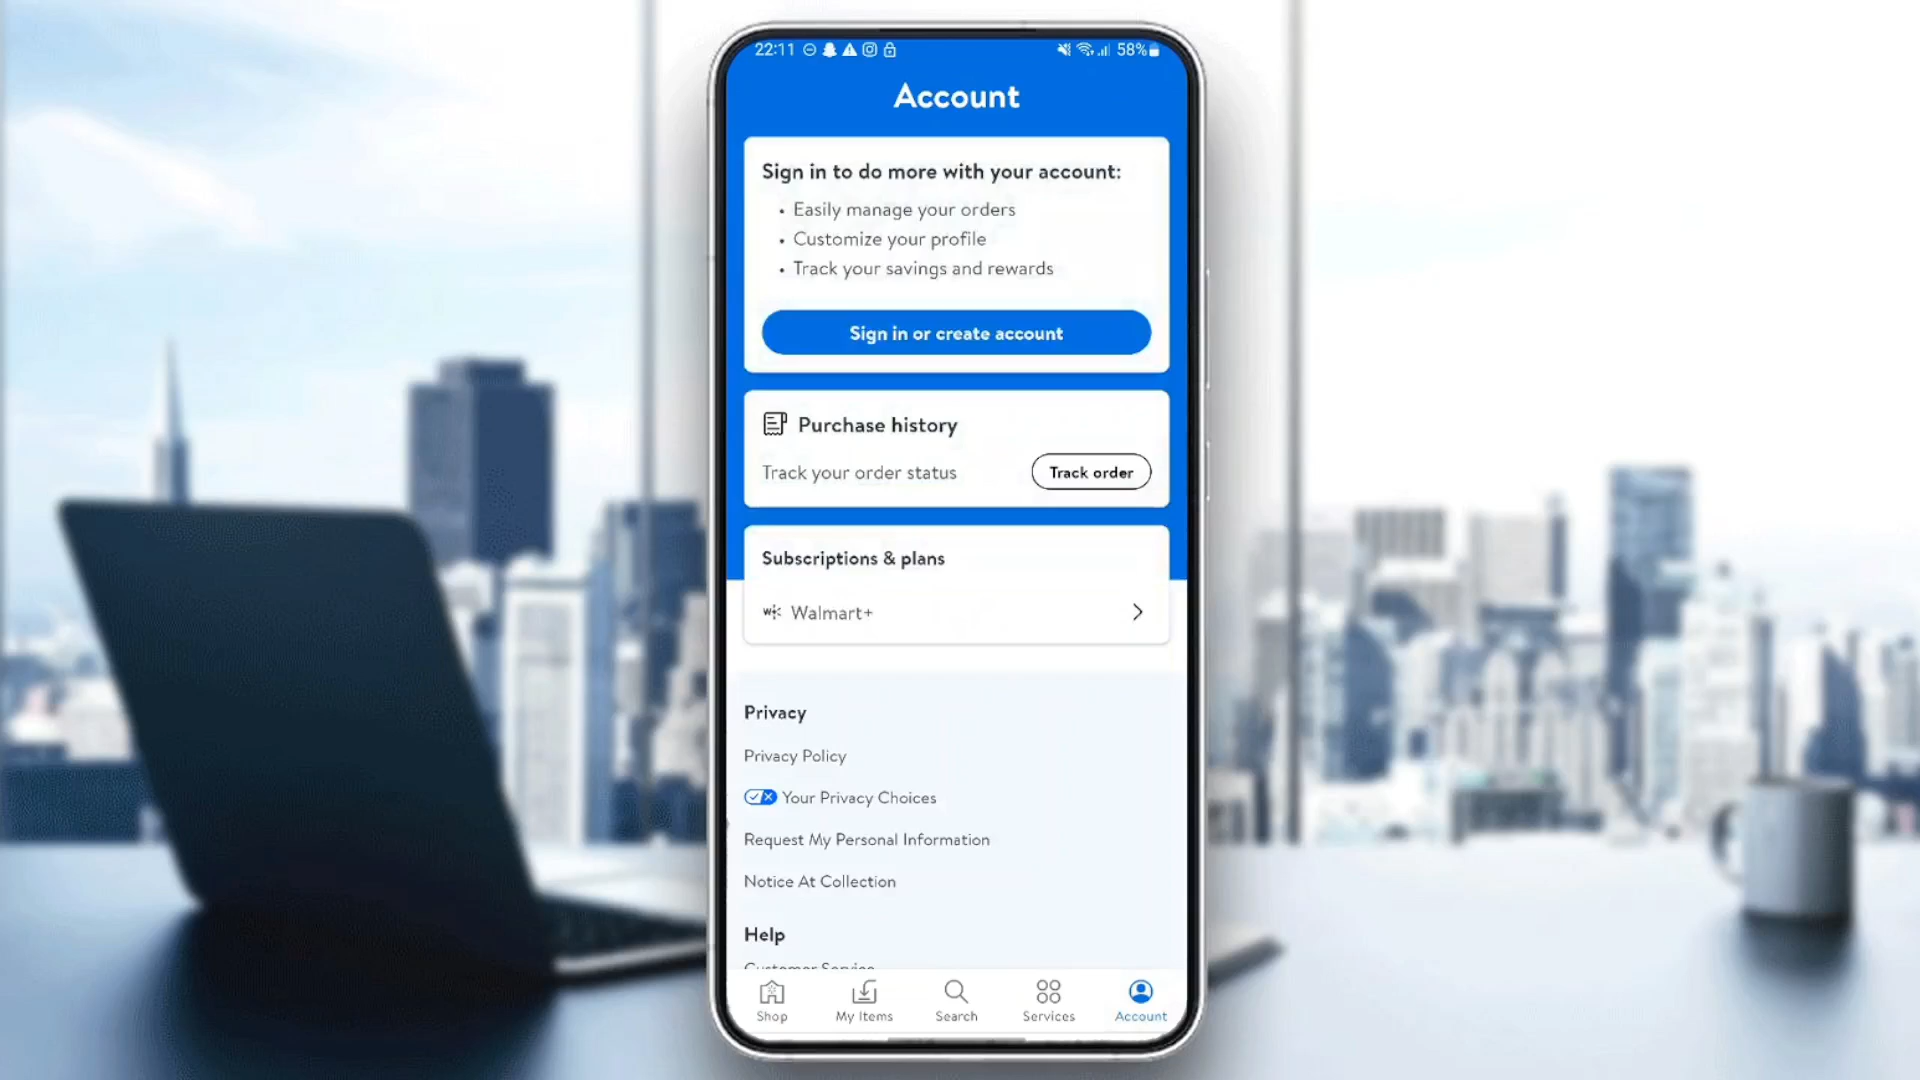 22:11 58%
Account
Sign in to do more with your account:
• Easily manage your orders
• Customize your profile
• Track your savings and rewards
Sign in or create account
Purchase history
Track your order status Track order
Subscriptions & plans
W+ Walmart+
Privacy
Privacy Policy
Your Privacy Choices
Request My Personal Information
Notice At Collection
Help
Customer Service
Shop My Items Search Services Account